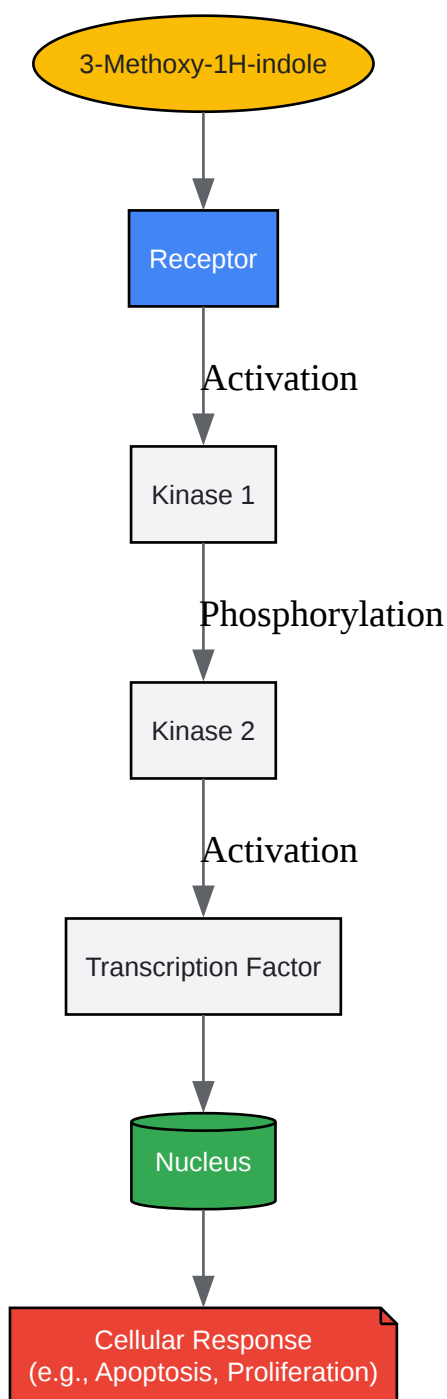 3-Methoxy-1H-indole
Receptor
Activation
Kinase 1
Phosphorylation
Kinase 2
Activation
Transcription Factor
Nucleus
Cellular Response
(e.g., Apoptosis, Proliferation)